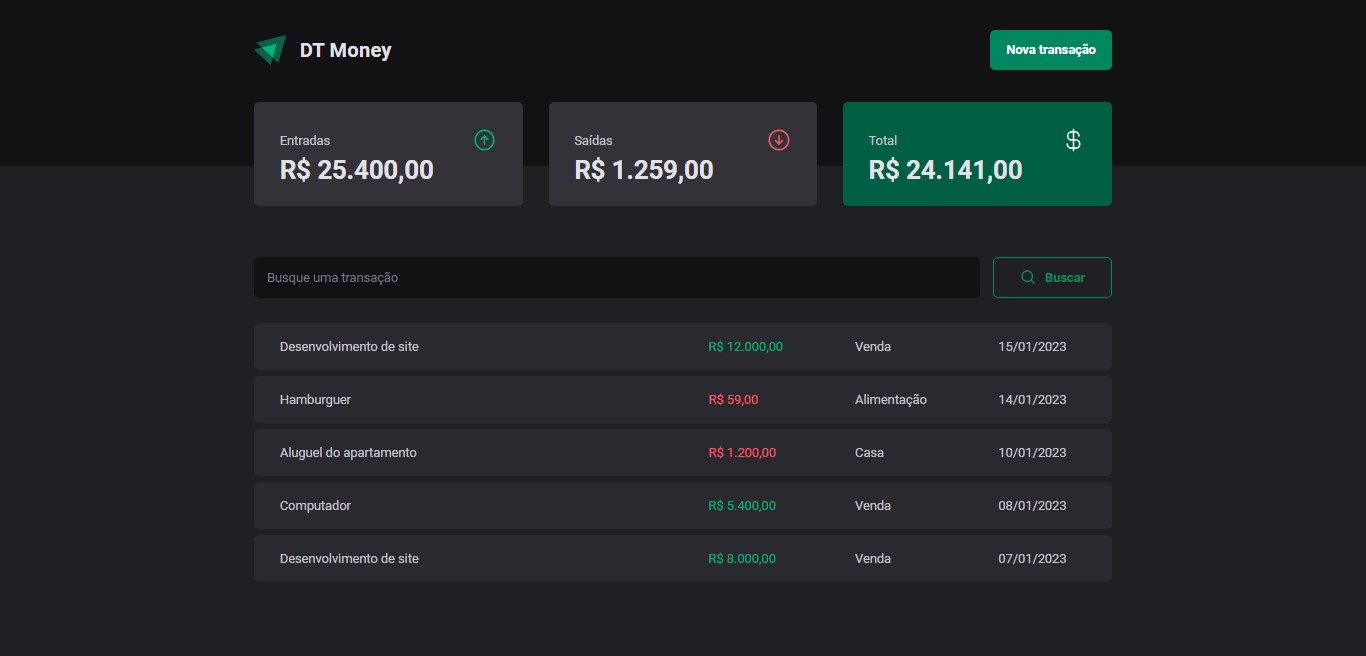 DT Money
Nova transação
Entradas
R$ 25.400,00
Saídas
R$ 1.259,00
Total
R$ 24.141,00
Busque uma transação
Buscar
Desenvolvimento de site R$ 12.000,00 Venda 15/01/2023
Hamburguer R$ 59,00 Alimentação 14/01/2023
Aluguel do apartamento R$ 1.200,00 Casa 10/01/2023
Computador R$ 5.400,00 Venda 08/01/2023
Desenvolvimento de site R$ 8.000,00 Venda 07/01/2023